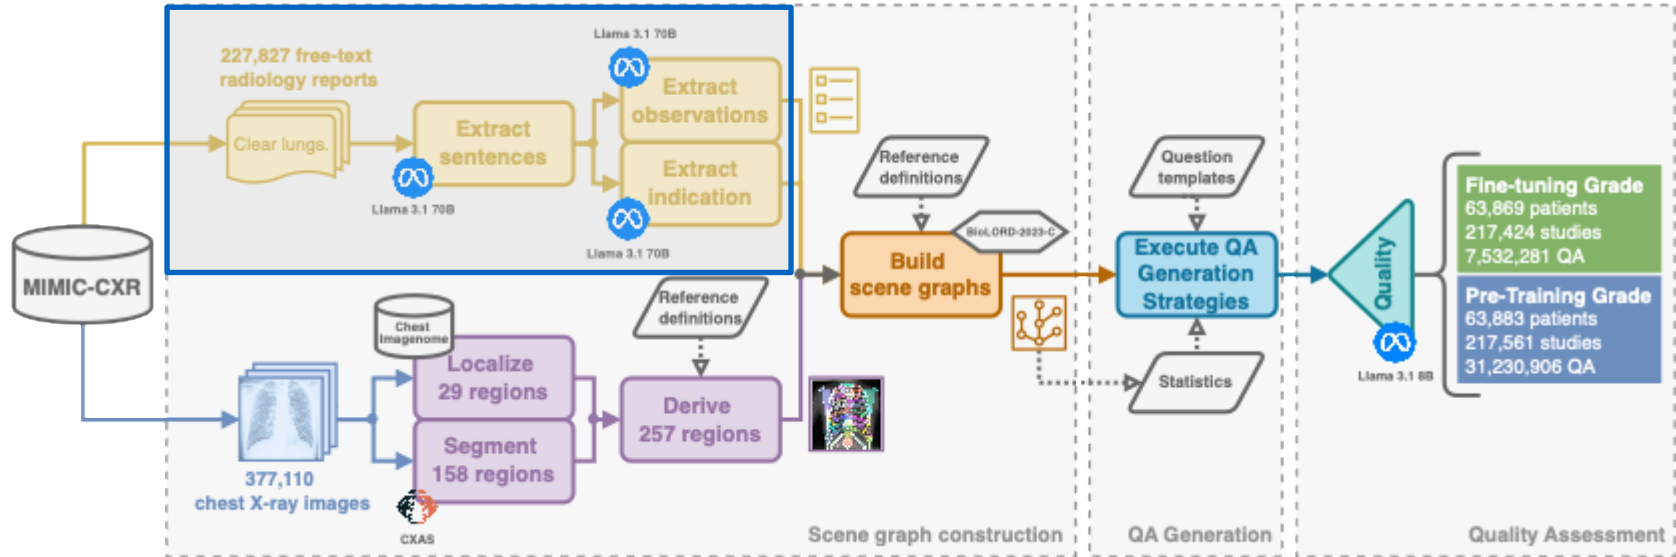 227,827 free-text
radiology reports
Clear lungs.
Extract
sentences
Llama 3.1 70B
Llama 3.1 70B
Extract
observations
Extract
indication
Llama 3.1 70B
MIMIC-CXR
377,110
chest X-ray images
Chest
Imagenome
Localize
29 regions
Segment
158 regions
CXAS
Reference
definitions
Derive
257 regions
Reference
definitions
BioLORD-2023-C
Build
scene graphs
Scene graph construction
Question
templates
Execute QA
Generation
Strategies
Statistics
QA Generation
Quality
Llama 3.1 8B
Fine-tuning Grade
63,869 patients
217,424 studies
7,532,281 QA
Pre-Training Grade
63,883 patients
217,561 studies
31,230,906 QA
Quality Assessment